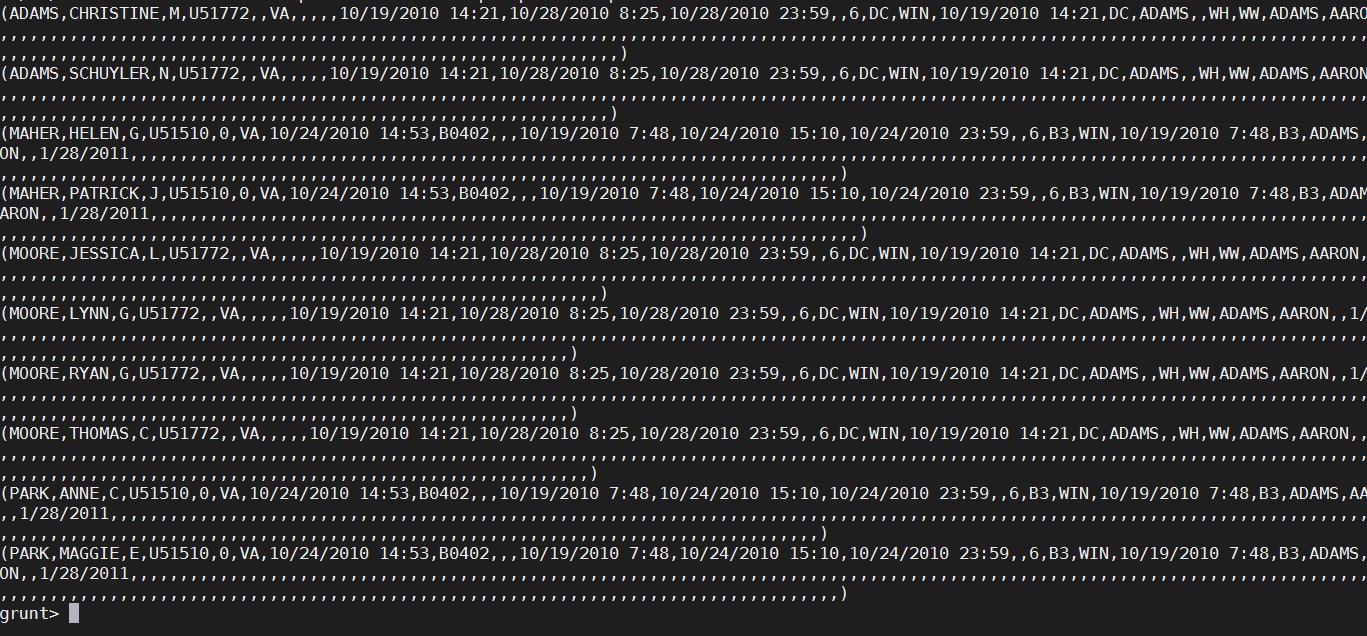 (ADAMS,CHRISTINE,M,U51772,,VA,,,,,10/19/2010 14:21,10/28/2010 8:25,10/28/2010 23:59,,6,DC,WIN,10/19/2010 14:21,DC,ADAMS,,WH,WW,ADAMS,AARO
,,,,,,,,,,,,,,,,,,,,,,,,,,,,,,,,,,,,,,,,,,,,,,,,,,,,,,,,,,,,,,,,,,,,,,,,,,,,,,,,,,,,,,,,,,,,,,,,,,,,,,,,,,,,,,,,,,,,,,,,,,,,,,,,,,,,,,,,,
,,,,,,,,,,,,,,,,,,,,,,,,,,,,,,,,,,,,,,,,,,,,,,,,,,,,,,,,,,,,,,)
(ADAMS,SCHUYLER,N,U51772,,VA,,,,,10/19/2010 14:21,10/28/2010 8:25,10/28/2010 23:59,,6,DC,WIN,10/19/2010 14:21,DC,ADAMS,,WH,WW,ADAMS,AARON
,,,,,,,,,,,,,,,,,,,,,,,,,,,,,,,,,,,,,,,,,,,,,,,,,,,,,,,,,,,,,,,,,,,,,,,,,,,,,,,,,,,,,,,,,,,,,,,,,,,,,,,,,,,,,,,,,,,,,,,,,,,,,,,,,,,,,,,,,
,,,,,,,,,,,,,,,,,,,,,,,,,,,,,,,,,,,,,,,,,,,,,,,,,,,,,,,,,,,,,)
(MAHER,HELEN,G,U51510,0,VA,10/24/2010 14:53,B0402,,,10/19/2010 7:48,10/24/2010 15:10,10/24/2010 23:59,,6,B3,WIN,10/19/2010 7:48,B3,ADAMS,
ON,,1/28/2011,,,,,,,,,,,,,,,,,,,,,,,,,,,,,,,,,,,,,,,,,,,,,,,,,,,,,,,,,,,,,,,,,,,,,,,,,,,,,,,,,,,,,,,,,,,,,,,,,,,,,,,,,,,,,,,,,,,,,,,,,,,,
,,,,,,,,,,,,,,,,,,,,,,,,,,,,,,,,,,,,,,,,,,,,,,,,,,,,,,,,,,,,,,,,,,,,,,,,,,,,,,,,,,,,)
(MAHER,PATRICK,J,U51510,0,VA,10/24/2010 14:53,B0402,,,10/19/2010 7:48,10/24/2010 15:10,10/24/2010 23:59,,6,B3,WIN,10/19/2010 7:48,B3,ADAM
ARON,,1/28/2011,,,,,,,,,,,,,,,,,,,,,,,,,,,,,,,,,,,,,,,,,,,,,,,,,,,,,,,,,,,,,,,,,,,,,,,,,,,,,,,,,,,,,,,,,,,,,,,,,,,,,,,,,,,,,,,,,,,,,,,,,,
,,,,,,,,,,,,,,,,,,,,,,,,,,,,,,,,,,,,,,,,,,,,,,,,,,,,,,,,,,,,,,,,,,,,,,,,,,,,,,,,,,,,,,)
(MOORE,JESSICA,L,U51772,,VA,,,,,10/19/2010 14:21,10/28/2010 8:25,10/28/2010 23:59,,6,DC,WIN,10/19/2010 14:21,DC,ADAMS,,WH,WW,ADAMS,AARON,
,,,,,,,,,,,,,,,,,,,,,,,,,,,,,,,,,,,,,,,,,,,,,,,,,,,,,,,,,,,,,,,,,,,,,,,,,,,,,,,,,,,,,,,,,,,,,,,,,,,,,,,,,,,,,,,,,,,,,,,,,,,,,,,,,,,,,,,,,
,,,,,,,,,,,,,,,,,,,,,,,,,,,,,,,,,,,,,,,,,,,,,,,,,,,,,,,,,,,,)
(MOORE,LYNN,G,U51772,,VA,,,,,10/19/2010 14:21,10/28/2010 8:25,10/28/2010 23:59,,6,DC,WIN,10/19/2010 14:21,DC,ADAMS,,WH,WW,ADAMS,AARON,,1/
,,,,,,,,,,,,,,,,,,,,,,,,,,,,,,,,,,,,,,,,,,,,,,,,,,,,,,,,,,,,,,,,,,,,,,,,,,,,,,,,,,,,,,,,,,,,,,,,,,,,,,,,,,,,,,,,,,,,,,,,,,,,,,,,,,,,,,,,,
,,,,,,,,,,,,,,,,,,,,,,,,,,,,,,,,,,,,,,,,,,,,,,,,,,,,,,,,,)
(MOORE,RYAN,G,U51772,,VA,,,,,10/19/2010 14:21,10/28/2010 8:25,10/28/2010 23:59,,6,DC,WIN,10/19/2010 14:21,DC,ADAMS,,WH,WW,ADAMS,AARON,,1/
,,,,,,,,,,,,,,,,,,,,,,,,,,,,,,,,,,,,,,,,,,,,,,,,,,,,,,,,,,,,,,,,,,,,,,,,,,,,,,,,,,,,,,,,,,,,,,,,,,,,,,,,,,,,,,,,,,,,,,,,,,,,,,,,,,,,,,,,,
,,,,,,,,,,,,,,,,,,,,,,,,,,,,,,,,,,,,,,,,,,,,,,,,,,,,,,,,,)
(MOORE,THOMAS,C,U51772,,VA,,,,,10/19/2010 14:21,10/28/2010 8:25,10/28/2010 23:59,,6,DC,WIN,10/19/2010 14:21,DC,ADAMS,,WH,WW,ADAMS,AARON,,
,,,,,,,,,,,,,,,,,,,,,,,,,,,,,,,,,,,,,,,,,,,,,,,,,,,,,,,,,,,,,,,,,,,,,,,,,,,,,,,,,,,,,,,,,,,,,,,,,,,,,,,,,,,,,,,,,,,,,,,,,,,,,,,,,,,,,,,,,
,,,,,,,,,,,,,,,,,,,,,,,,,,,,,,,,,,,,,,,,,,,,,,,,,,,,,,,,,,,)
(PARK,ANNE,C,U51510,0,VA,10/24/2010 14:53,B0402,,,10/19/2010 7:48,10/24/2010 15:10,10/24/2010 23:59,,6,B3,WIN,10/19/2010 7:48,B3,ADAMS,AA
,,1/28/2011,,,,,,,,,,,,,,,,,,,,,,,,,,,,,,,,,,,,,,,,,,,,,,,,,,,,,,,,,,,,,,,,,,,,,,,,,,,,,,,,,,,,,,,,,,,,,,,,,,,,,,,,,,,,,,,,,,,,,,,,,,,,,,
,,,,,,,,,,,,,,,,,,,,,,,,,,,,,,,,,,,,,,,,,,,,,,,,,,,,,,,,,,,,,,,,,,,,,,,,,,,,,,,,,,)
(PARK,MAGGIE,E,U51510,0,VA,10/24/2010 14:53,B0402,,,10/19/2010 7:48,10/24/2010 15:10,10/24/2010 23:59,,6,B3,WIN,10/19/2010 7:48,B3,ADAMS,
ON,,1/28/2011,,,,,,,,,,,,,,,,,,,,,,,,,,,,,,,,,,,,,,,,,,,,,,,,,,,,,,,,,,,,,,,,,,,,,,,,,,,,,,,,,,,,,,,,,,,,,,,,,,,,,,,,,,,,,,,,,,,,,,,,,,,,
,,,,,,,,,,,,,,,,,,,,,,,,,,,,,,,,,,,,,,,,,,,,,,,,,,,,,,,,,,,,,,,,,,,,,,,,,,,,,,,,,,,,)
grunt>